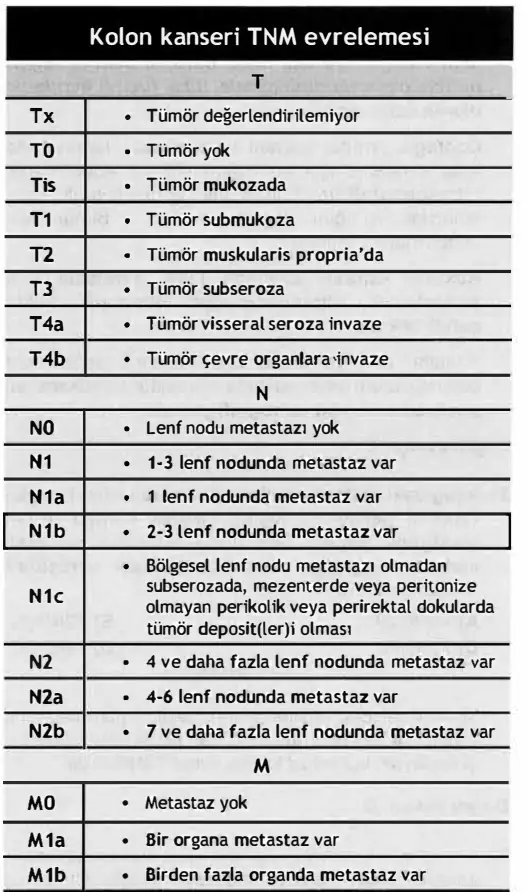 Kolon kanseri TNM evrelemesi
T
Tx • Tümör değerlendirilemiyor
T0 • Tümör yok
Tis • Tümör mukozada
T1 • Tümör submukoza
T2 • Tümör muskularis propria'da
T3 • Tümör subseroza
T4a • Tümör visseral seroza invaze
T4b • Tümör çevre organlara invaze
N
N0 • Lenf nodu metastazı yok
N1 • 1-3 lenf nodunda metastaz var
N1a • lenf nodunda metastaz var
N1b • 2-3 lenf nodunda metastaz var
• Bölgesel lenf nodu metastazı olmadan
subserozada, mezenterde veya peritonize
N1c olmayan perikolik veya perirektal dokularda
tümör deposit(ler)i olması
N2 • 4 ve daha fazla lenf nodunda metastaz var
N2a • 4-6 lenf nodunda metastaz var
N2b • 7 ve daha fazla lenf nodunda metastaz var
M
M0 • Metastaz yok
M1a • Bir organa metastaz var
M1b • Birden fazla organda metastaz var